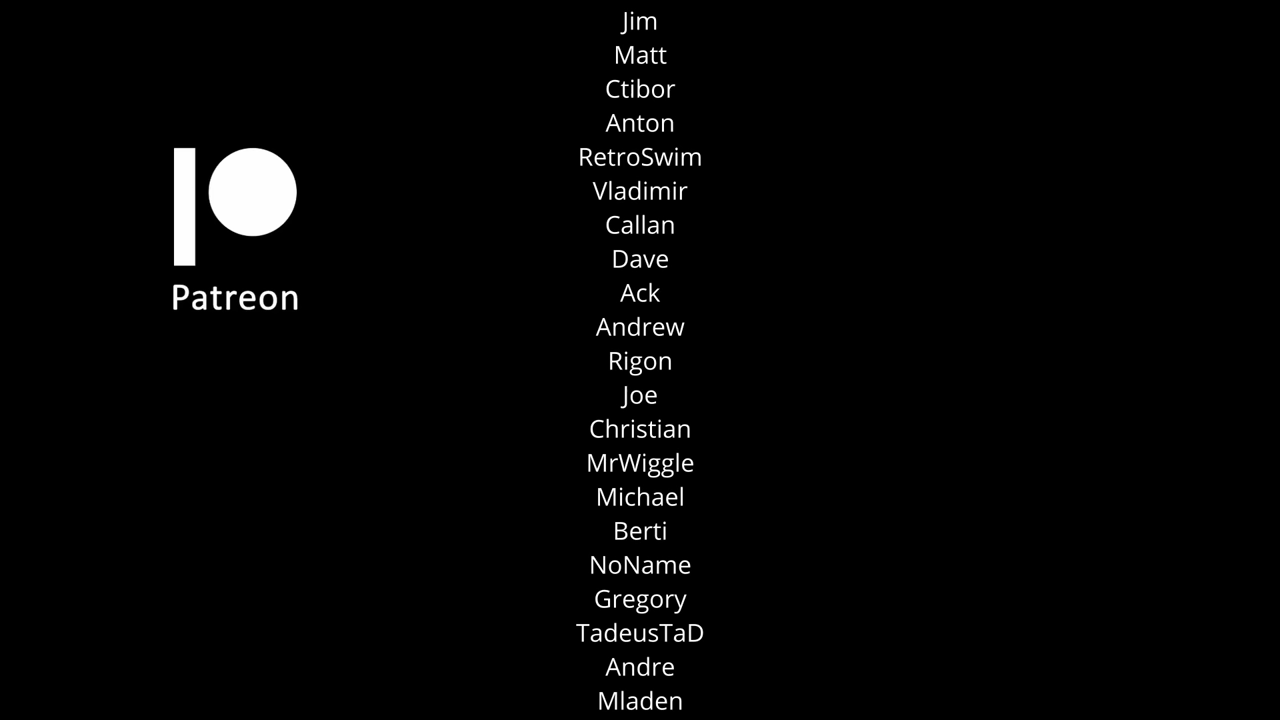 Patreon
Jim
Matt
Ctibor
Anton
RetroSwim
Vladimir
Callan
Dave
Ack
Andrew
Rigon
Joe
Christian
MrWiggle
Michael
Berti
NoName
Gregory
TadeusTaD
Andre
Mladen